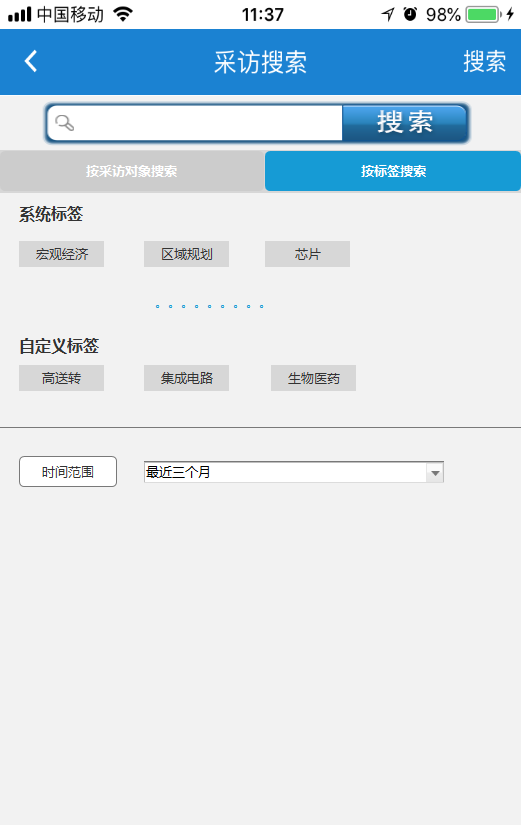 中国移动 11:37 98%
采访搜索 搜索
搜索
按采访对象搜索 按标签搜索
系统标签
宏观经济 区域规划 芯片
。。。。。。。。。
自定义标签
高送转 集成电路 生物医药
时间范围 最近三个月